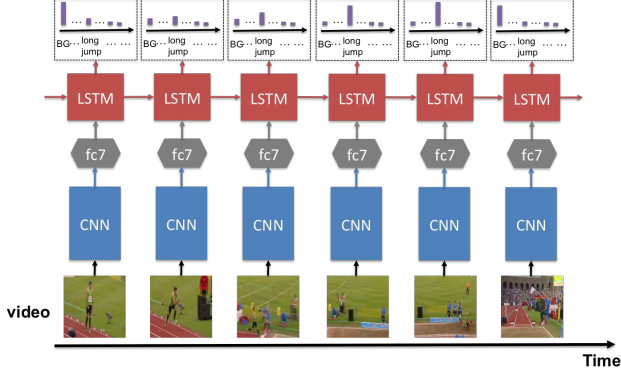 BG ... long jump ... ...
BG ... long jump ... ...
BG ... long jump ... ...
BG ... long jump ... ...
BG ... long jump ... ...
BG ... long jump ... ...
LSTM LSTM LSTM LSTM LSTM LSTM
fc7 fc7 fc7 fc7 fc7 fc7
CNN CNN CNN CNN CNN CNN
video
Time